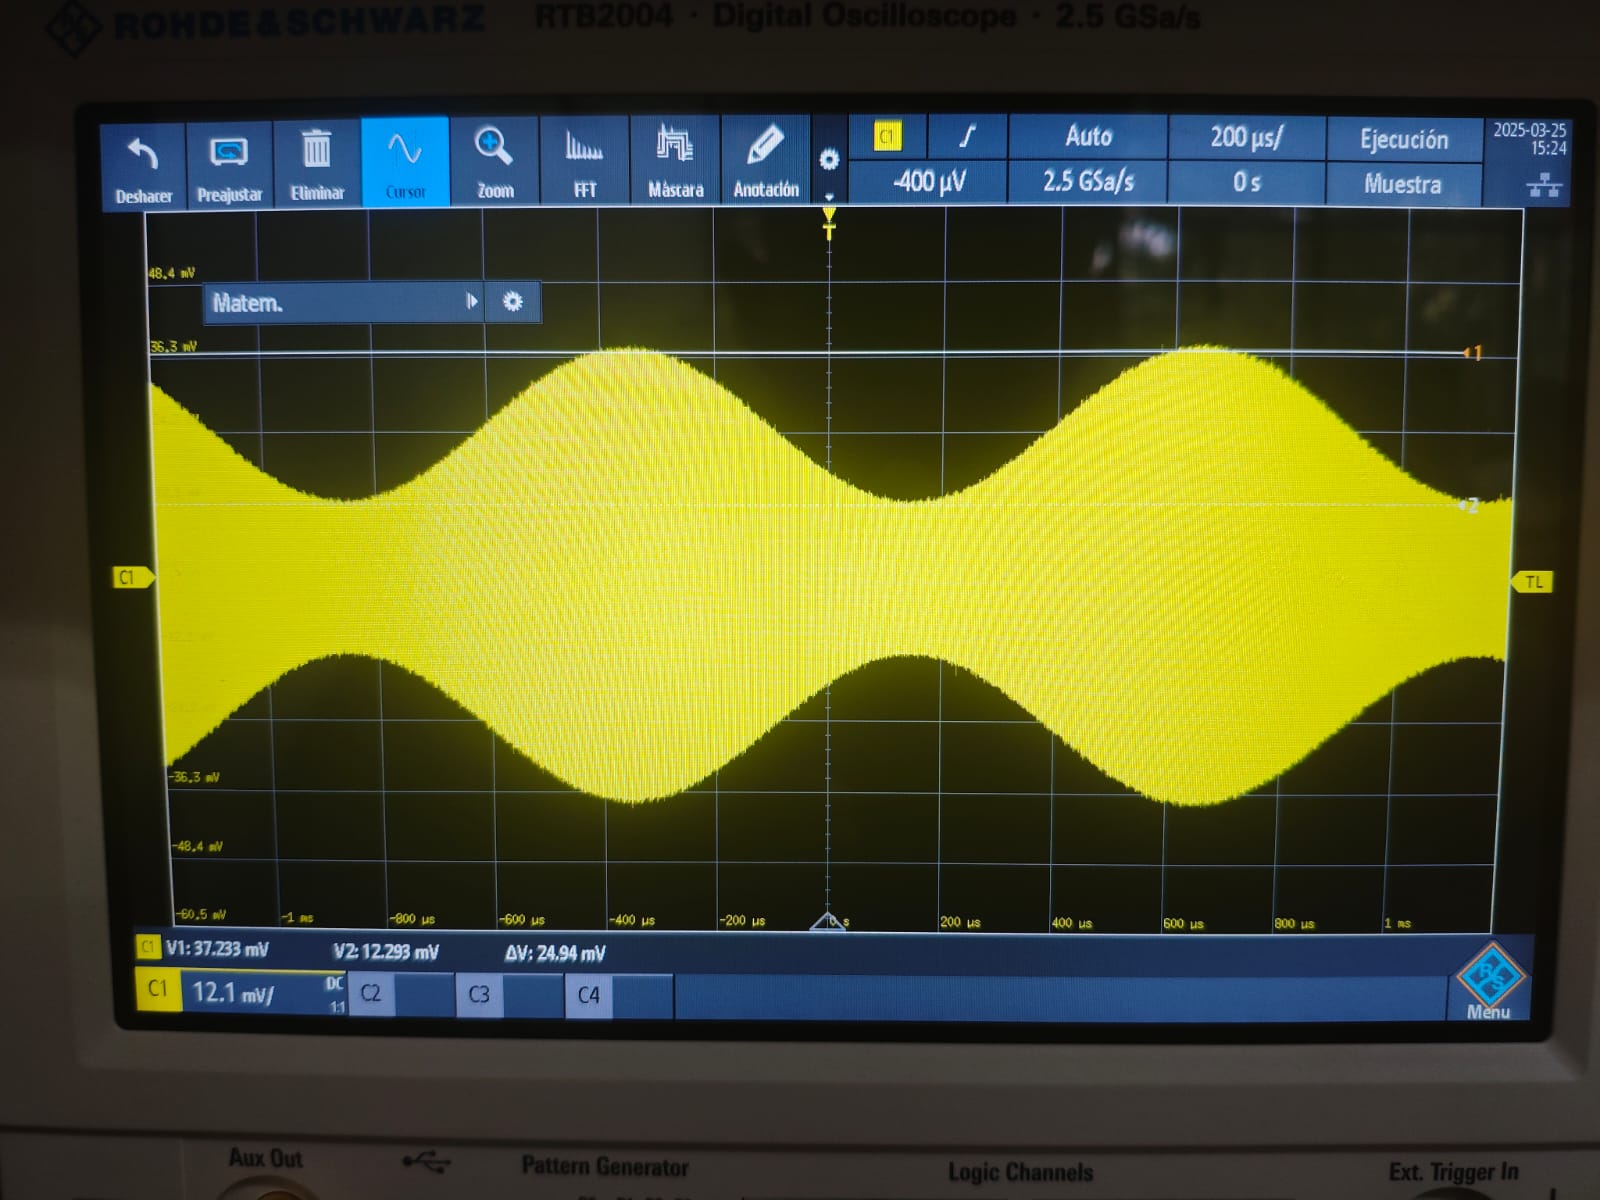 ROHDE & SCHWARZ RTB2004 · Digital Oscilloscope · 2.5 GSa/s
Deshacer Preajustar Eliminar Cursor Zoom FFT Máscara Anotación
C1 Auto 200 µs/ Ejecución 2025-03-25
15:24
-400 µV 2.5 GSa/s 0 s Muestra
T
48.4 mV
Matem.
36.3 mV
1
2
C1
TL
-36.3 mV
-48.4 mV
-60.5 mV -1 ms -800 µs -600 µs -400 µs -200 µs 0 s 200 µs 400 µs 600 µs 800 µs 1 ms
C1 V1: 37.233 mV V2: 12.293 mV ΔV: 24.94 mV
C1 12.1 mV/ DC 1:1 C2 C3 C4
R S
Menu
Aux Out Pattern Generator Logic Channels Ext. Trigger In